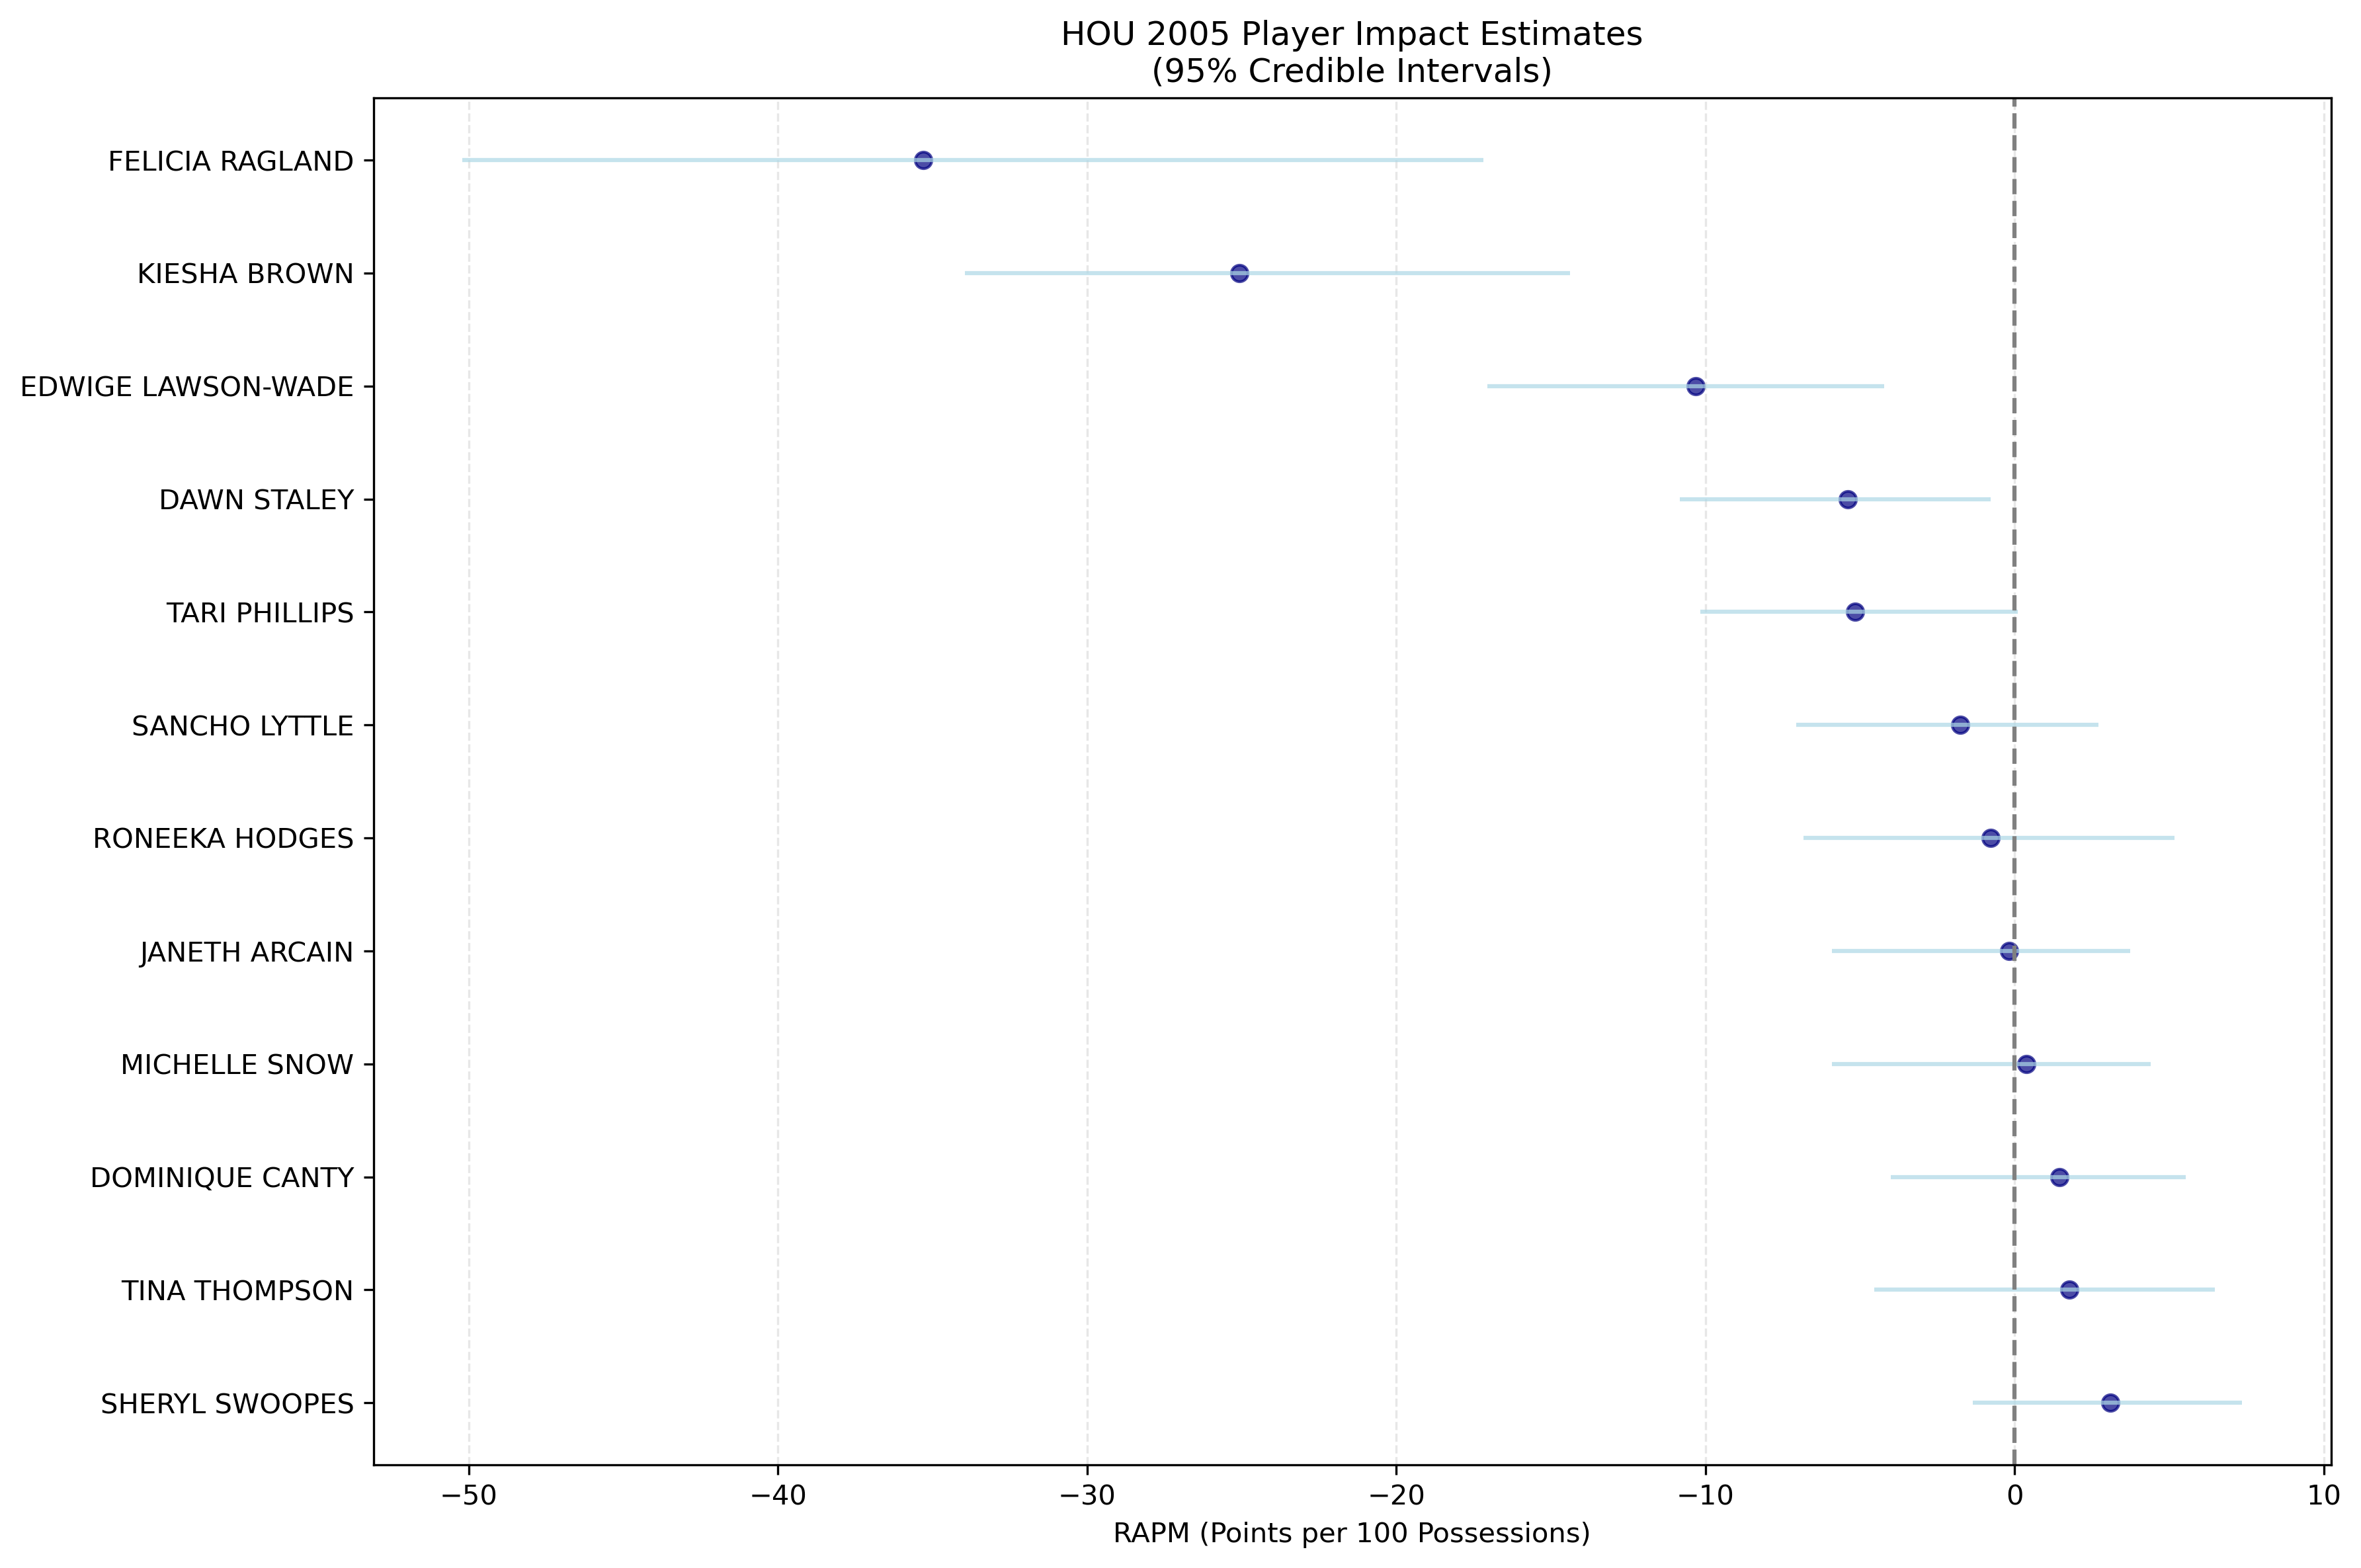 HOU 2005 Player Impact Estimates
(95% Credible Intervals)
FELICIA RAGLAND
KIESHA BROWN
EDWIGE LAWSON-WADE
DAWN STALEY
TARI PHILLIPS
SANCHO LYTTLE
RONEEKA HODGES
JANETH ARCAIN
MICHELLE SNOW
DOMINIQUE CANTY
TINA THOMPSON
SHERYL SWOOPES
−50 −40 −30 −20 −10 0 10
RAPM (Points per 100 Possessions)